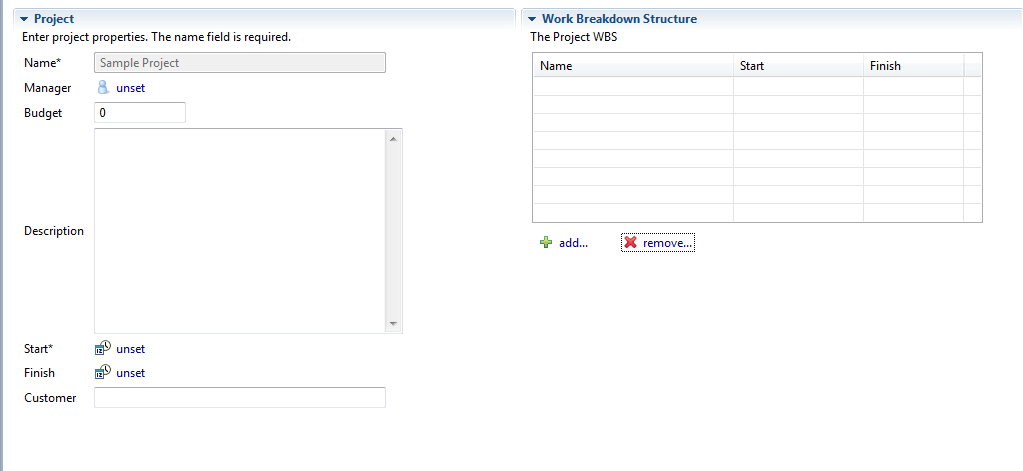 Project
Enter project properties. The name field is required.
Name*
Sample Project
Manager
unset
Budget
0
Description
Start*
unset
Finish
unset
Customer
Work Breakdown Structure
The Project WBS
Name Start Finish
add... remove...